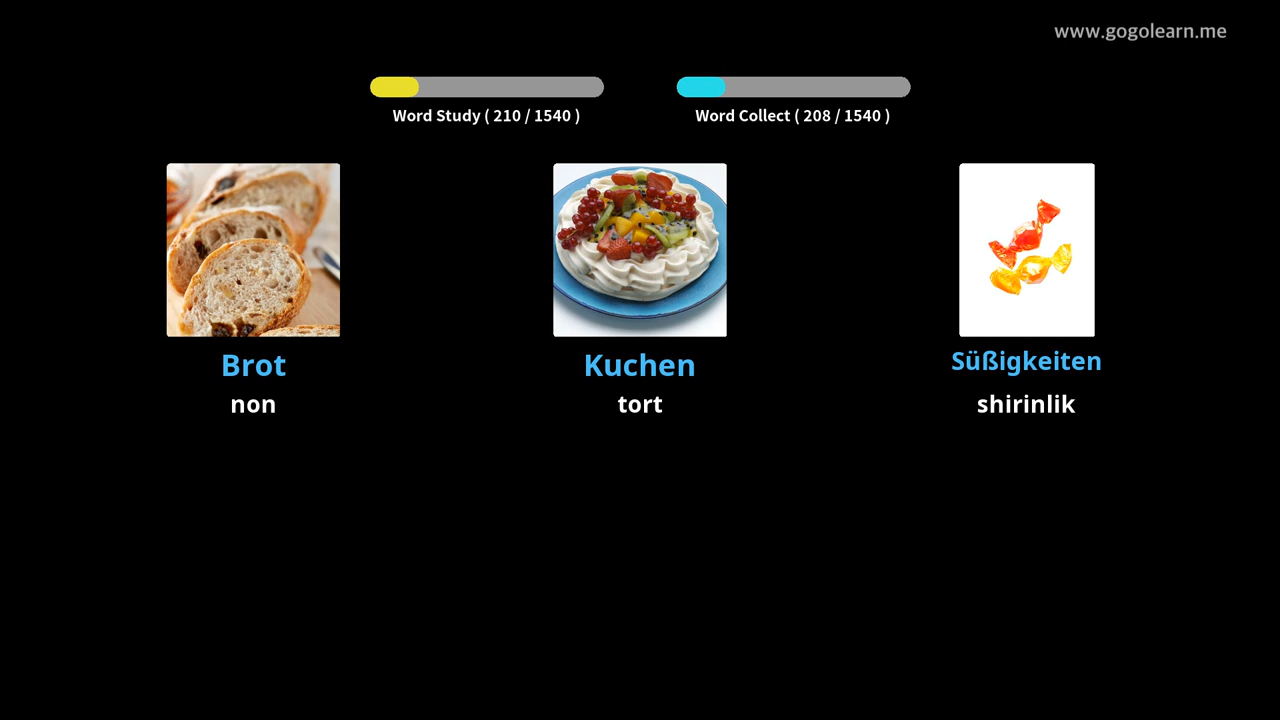 www.gogolearn.me
Word Study ( 210 / 1540 )
Word Collect ( 208 / 1540 )
Brot
Kuchen
Süßigkeiten
non
tort
shirinlik